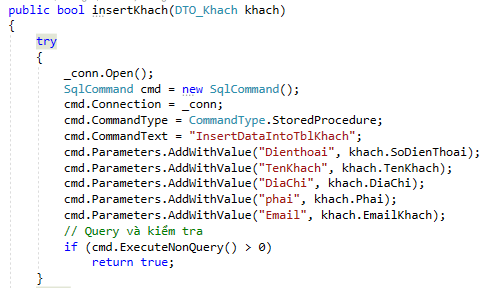 public bool insertKhach(DTO_Khach khach)
{
try
{
_conn.Open();
SqlCommand cmd = new SqlCommand();
cmd.Connection = _conn;
cmd.CommandType = CommandType.StoredProcedure;
cmd.CommandText = "InsertDataIntoTblKhach";
cmd.Parameters.AddWithValue("Dienthoai", khach.SoDienThoai);
cmd.Parameters.AddWithValue("TenKhach", khach.TenKhach);
cmd.Parameters.AddWithValue("DiaChi", khach.DiaChi);
cmd.Parameters.AddWithValue("phai", khach.Phai);
cmd.Parameters.AddWithValue("Email", khach.EmailKhach);
// Query và kiểm tra
if (cmd.ExecuteNonQuery() > 0)
return true;
}